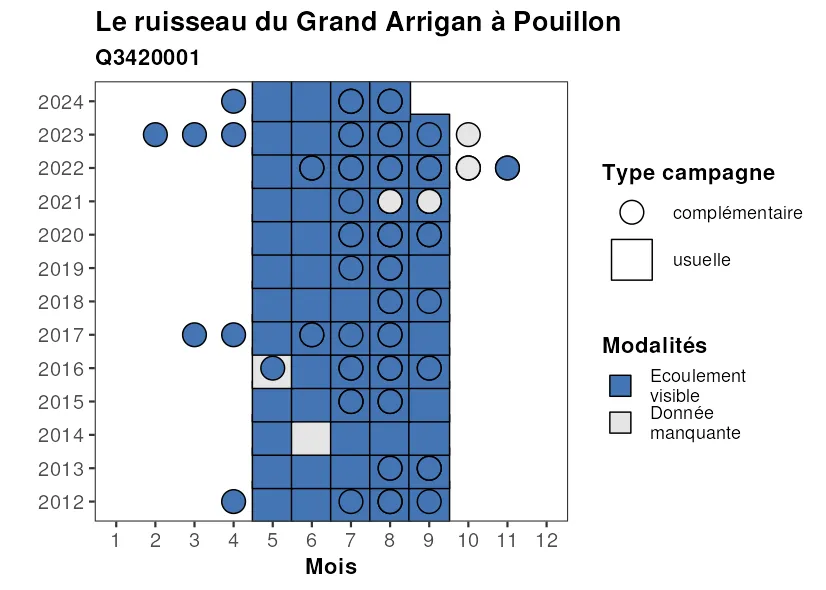 Le ruisseau du Grand Arrigan à Pouillon
Q3420001
2024
2023
2022
2021
2020
2019
2018
2017
2016
2015
2014
2013
2012
1 2 3 4 5 6 7 8 9 10 11 12
Mois
Type campagne
complémentaire
usuelle
Modalités
Ecoulement
visible
Donnée
manquante